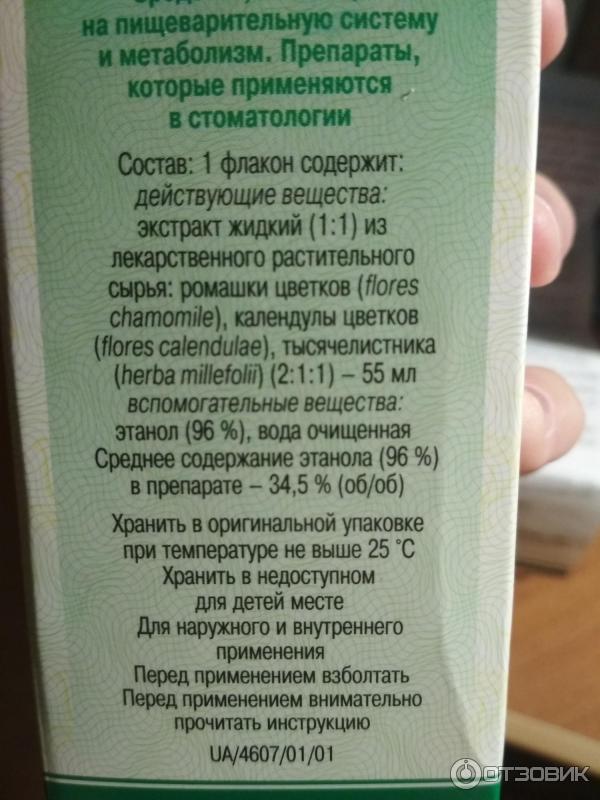 на пищеварительную систему
и метаболизм. Препараты,
которые применяются
в стоматологии
Состав: 1 флакон содержит:
действующие вещества:
экстракт жидкий (1:1) из
лекарственного растительного
сырья: ромашки цветков (flores
chamomile), календулы цветков
(flores calendulae), тысячелистника
(herba millefolii) (2:1:1) – 55 мл
вспомогательные вещества:
этанол (96 %), вода очищенная
Среднее содержание этанола (96 %)
в препарате – 34,5 % (об/об)
Хранить в оригинальной упаковке
при температуре не выше 25 °С
Хранить в недоступном
для детей месте
Для наружного и внутреннего
применения
Перед применением взболтать
Перед применением внимательно
прочитать инструкцию
UA/4607/01/01
ОТЗОВИК